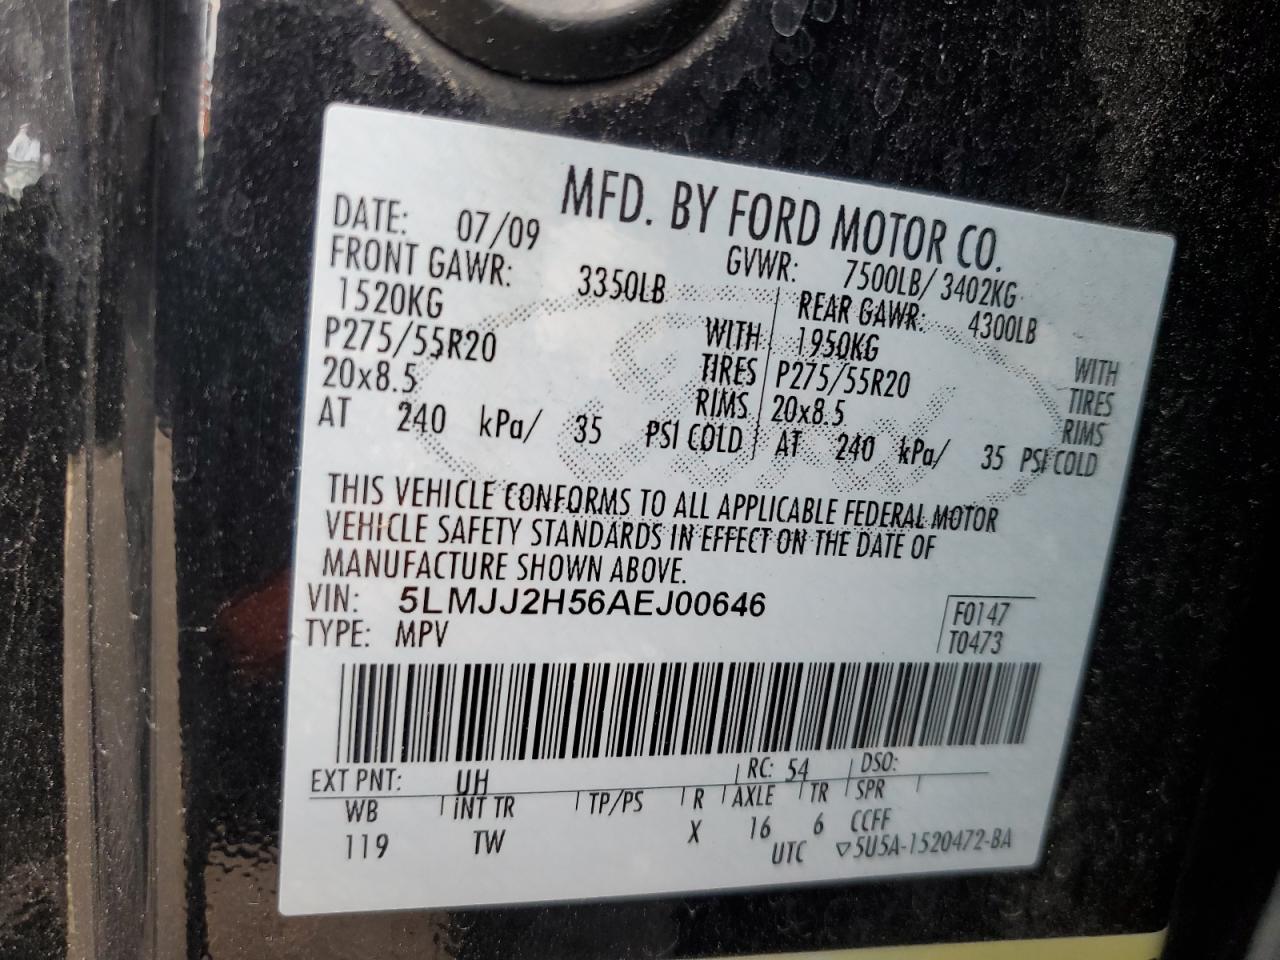 MFD. BY FORD MOTOR CO.
DATE: 07/09 GVWR: 7500LB/ 3402KG
FRONT GAWR: 3350LB REAR GAWR: 4300LB
1520KG WITH 1950KG WITH
P275/55R20 TIRES P275/55R20 TIRES
20x8.5 RIMS 20x8.5 RIMS
AT 240 kPa/ 35 PSI COLD AT 240 kPa/ 35 PSI COLD
THIS VEHICLE CONFORMS TO ALL APPLICABLE FEDERAL MOTOR
VEHICLE SAFETY STANDARDS IN EFFECT ON THE DATE OF
MANUFACTURE SHOWN ABOVE.
VIN: 5LMJJ2H56AEJ00646 F0147
TYPE: MPV T0473
EXT PNT: UH RC: 54 DSO:
WB INT TR TP/PS R AXLE TR SPR
119 TW X 16 6 CCFF
UTC ▽5U5A-1520472-BA